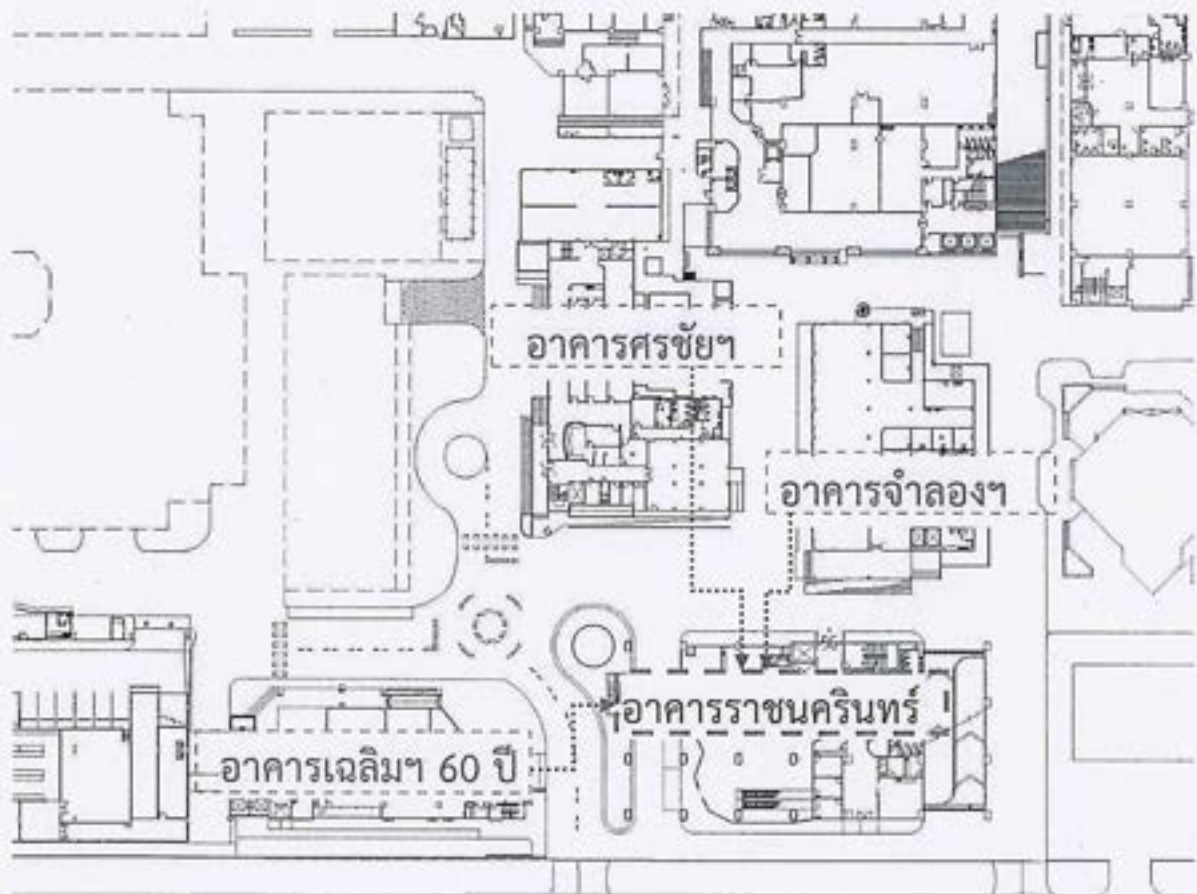 อาคารศรชัยฯ
อาคารจำลองฯ
อาคารราชนครินทร์
อาคารเฉลิมฯ 60 ปี